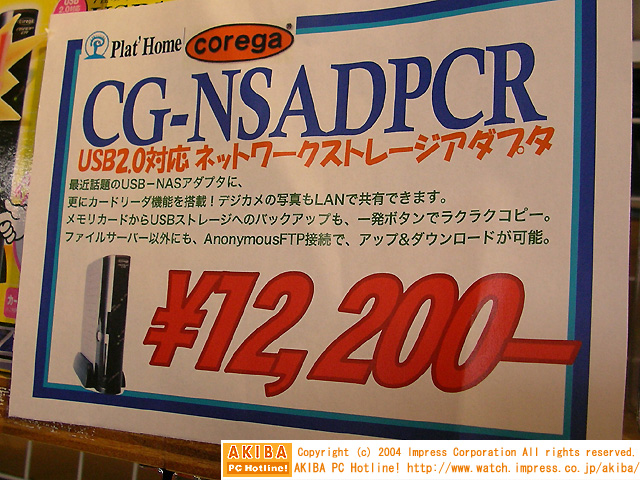 Plat'Home corega
CG-NSADPCR
USB2.0対応 ネットワークストレージアダプタ
最近話題のUSB-NASアダプタに、
更にカードリーダ機能を搭載！デジカメの写真もLANで共有できます。
メモリカードからUSBストレージへのバックアップも、一発ボタンでラクラクコピー。
ファイルサーバー以外にも、AnonymousFTP接続で、アップ&ダウンロードが可能。
¥12,200-
AKIBA
PC Hotline!
Copyright (c) 2004 Impress Corporation All rights reserved.
AKIBA PC Hotline! http://www.watch.impress.co.jp/akiba/